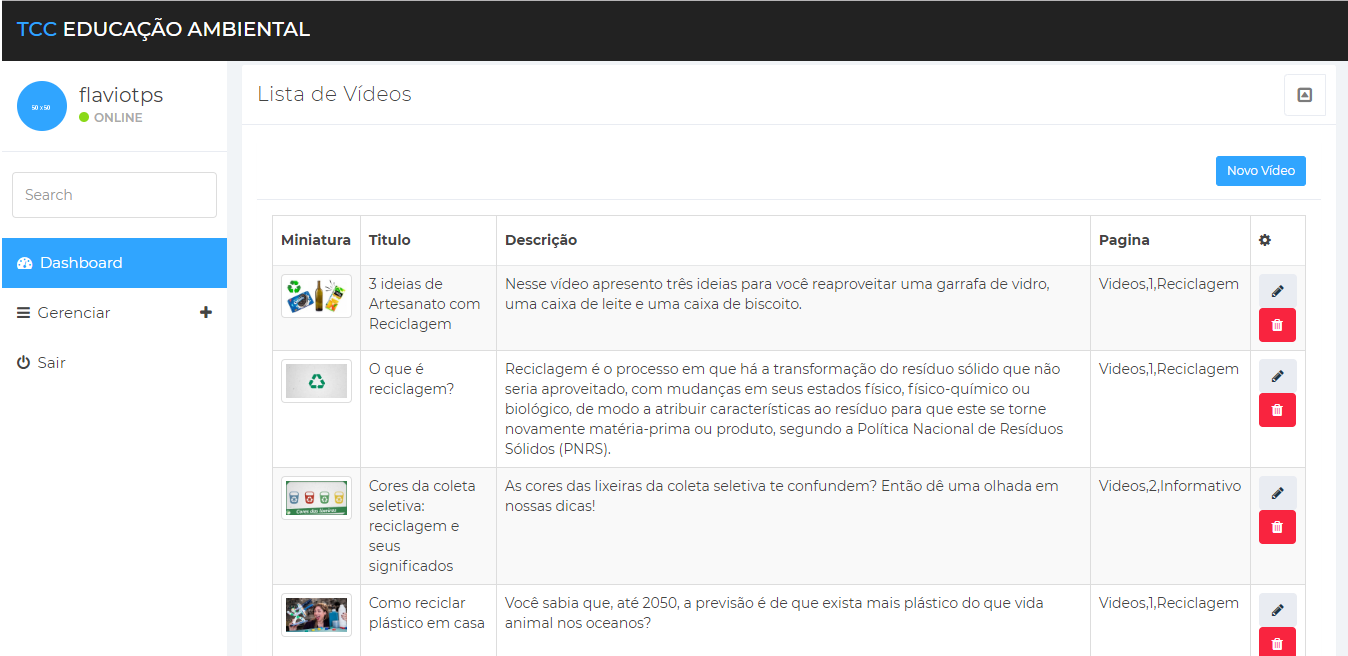 TCC EDUCAÇÃO AMBIENTAL
50 x 50
flaviotps
ONLINE
Search
Dashboard
Gerenciar
Sair
Lista de Vídeos
Novo Vídeo
Miniatura Titulo Descrição Pagina
3 ideias de Artesanato com Reciclagem
Nesse vídeo apresento três ideias para você reaproveitar uma garrafa de vidro,
uma caixa de leite e uma caixa de biscoito.
Videos,1,Reciclagem
O que é
reciclagem?
Reciclagem é o processo em que há a transformação do resíduo sólido que não
seria aproveitado, com mudanças em seus estados físico, físico-químico ou
biológico, de modo a atribuir características ao resíduo para que este se torne
novamente matéria-prima ou produto, segundo a Política Nacional de Resíduos
Sólidos (PNRS).
Videos,1,Reciclagem
Cores das lixeiras
Cores da coleta
seletiva:
reciclagem e
seus
significados
As cores das lixeiras da coleta seletiva te confundem? Então dê uma olhada em
nossas dicas!
Videos,2,Informativo
Como reciclar
plástico em casa
Você sabia que, até 2050, a previsão é de que exista mais plástico do que vida
animal nos oceanos?
Videos,1,Reciclagem